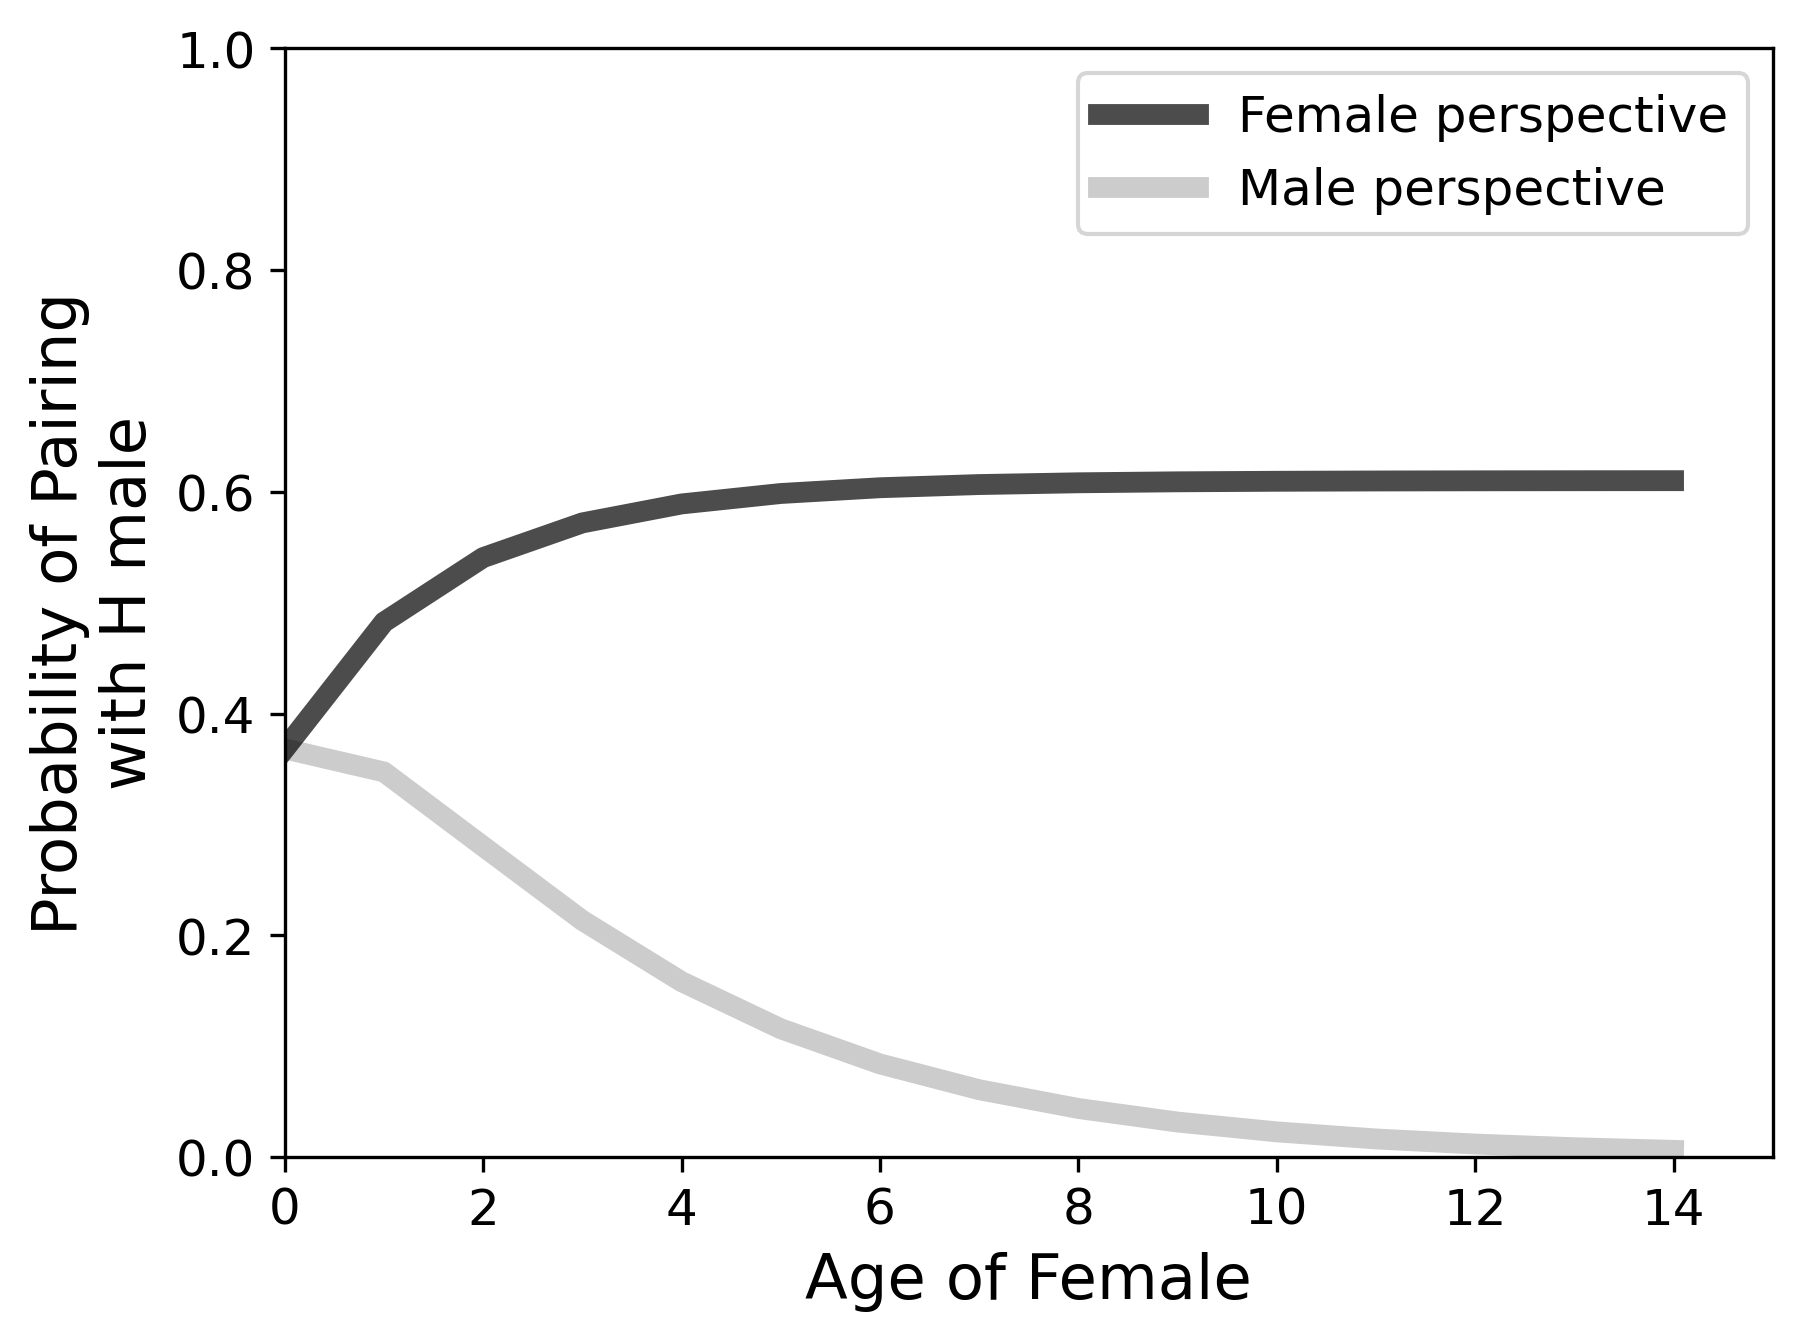 Female perspective
Male perspective
1.0
0.8
0.6
0.4
0.2
0.0
Probability of Pairing
with H male
0 2 4 6 8 10 12 14
Age of Female